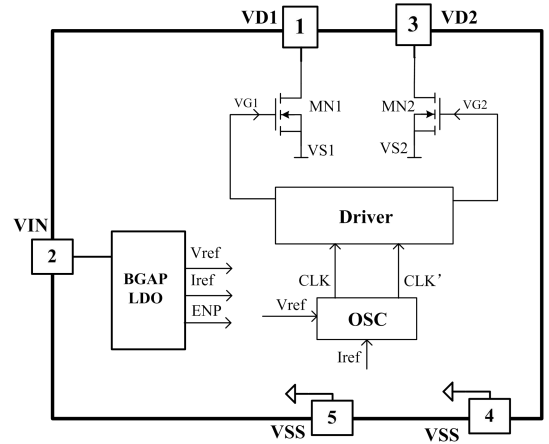 VD1 1 3 VD2
VG1 MN1 MN2 VG2
VS1 VS2
Driver
VIN
2
BGAP
LDO
Vref
Iref
ENP
CLK CLK'
Vref
OSC
Iref
5 4
VSS VSS